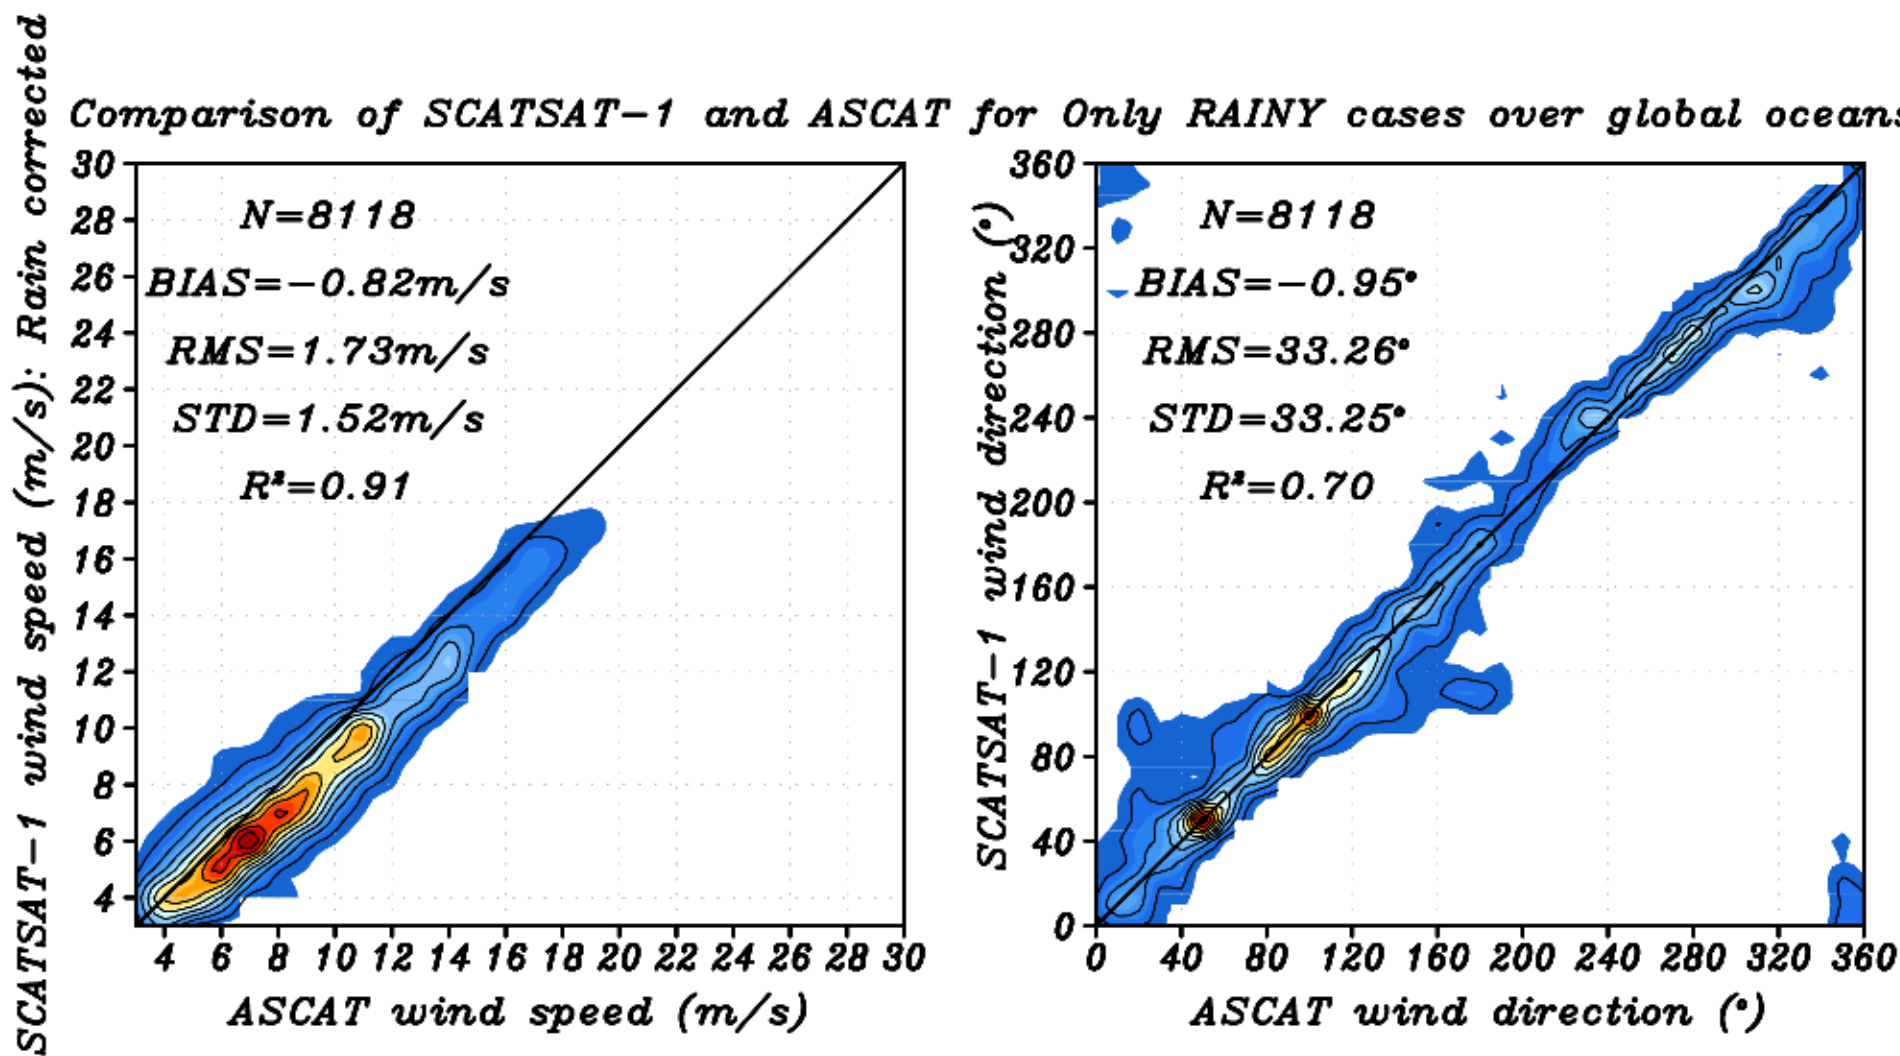 Comparison of SCATSAT-1 and ASCAT for Only RAINY cases over global oceans
SCATSAT-1 wind speed (m/s): Rain corrected
30
28
26
24
22
20
18
16
14
12
10
8
6
4
N=8118
BIAS=-0.82m/s
RMS=1.73m/s
STD=1.52m/s
R²=0.91
4 6 8 10 12 14 16 18 20 22 24 26 28 30
ASCAT wind speed (m/s)
SCATSAT-1 wind direction (°)
360
320
280
240
200
160
120
80
40
0
N=8118
BIAS=-0.95°
RMS=33.26°
STD=33.25°
R²=0.70
0 40 80 120 160 200 240 280 320 360
ASCAT wind direction (°)